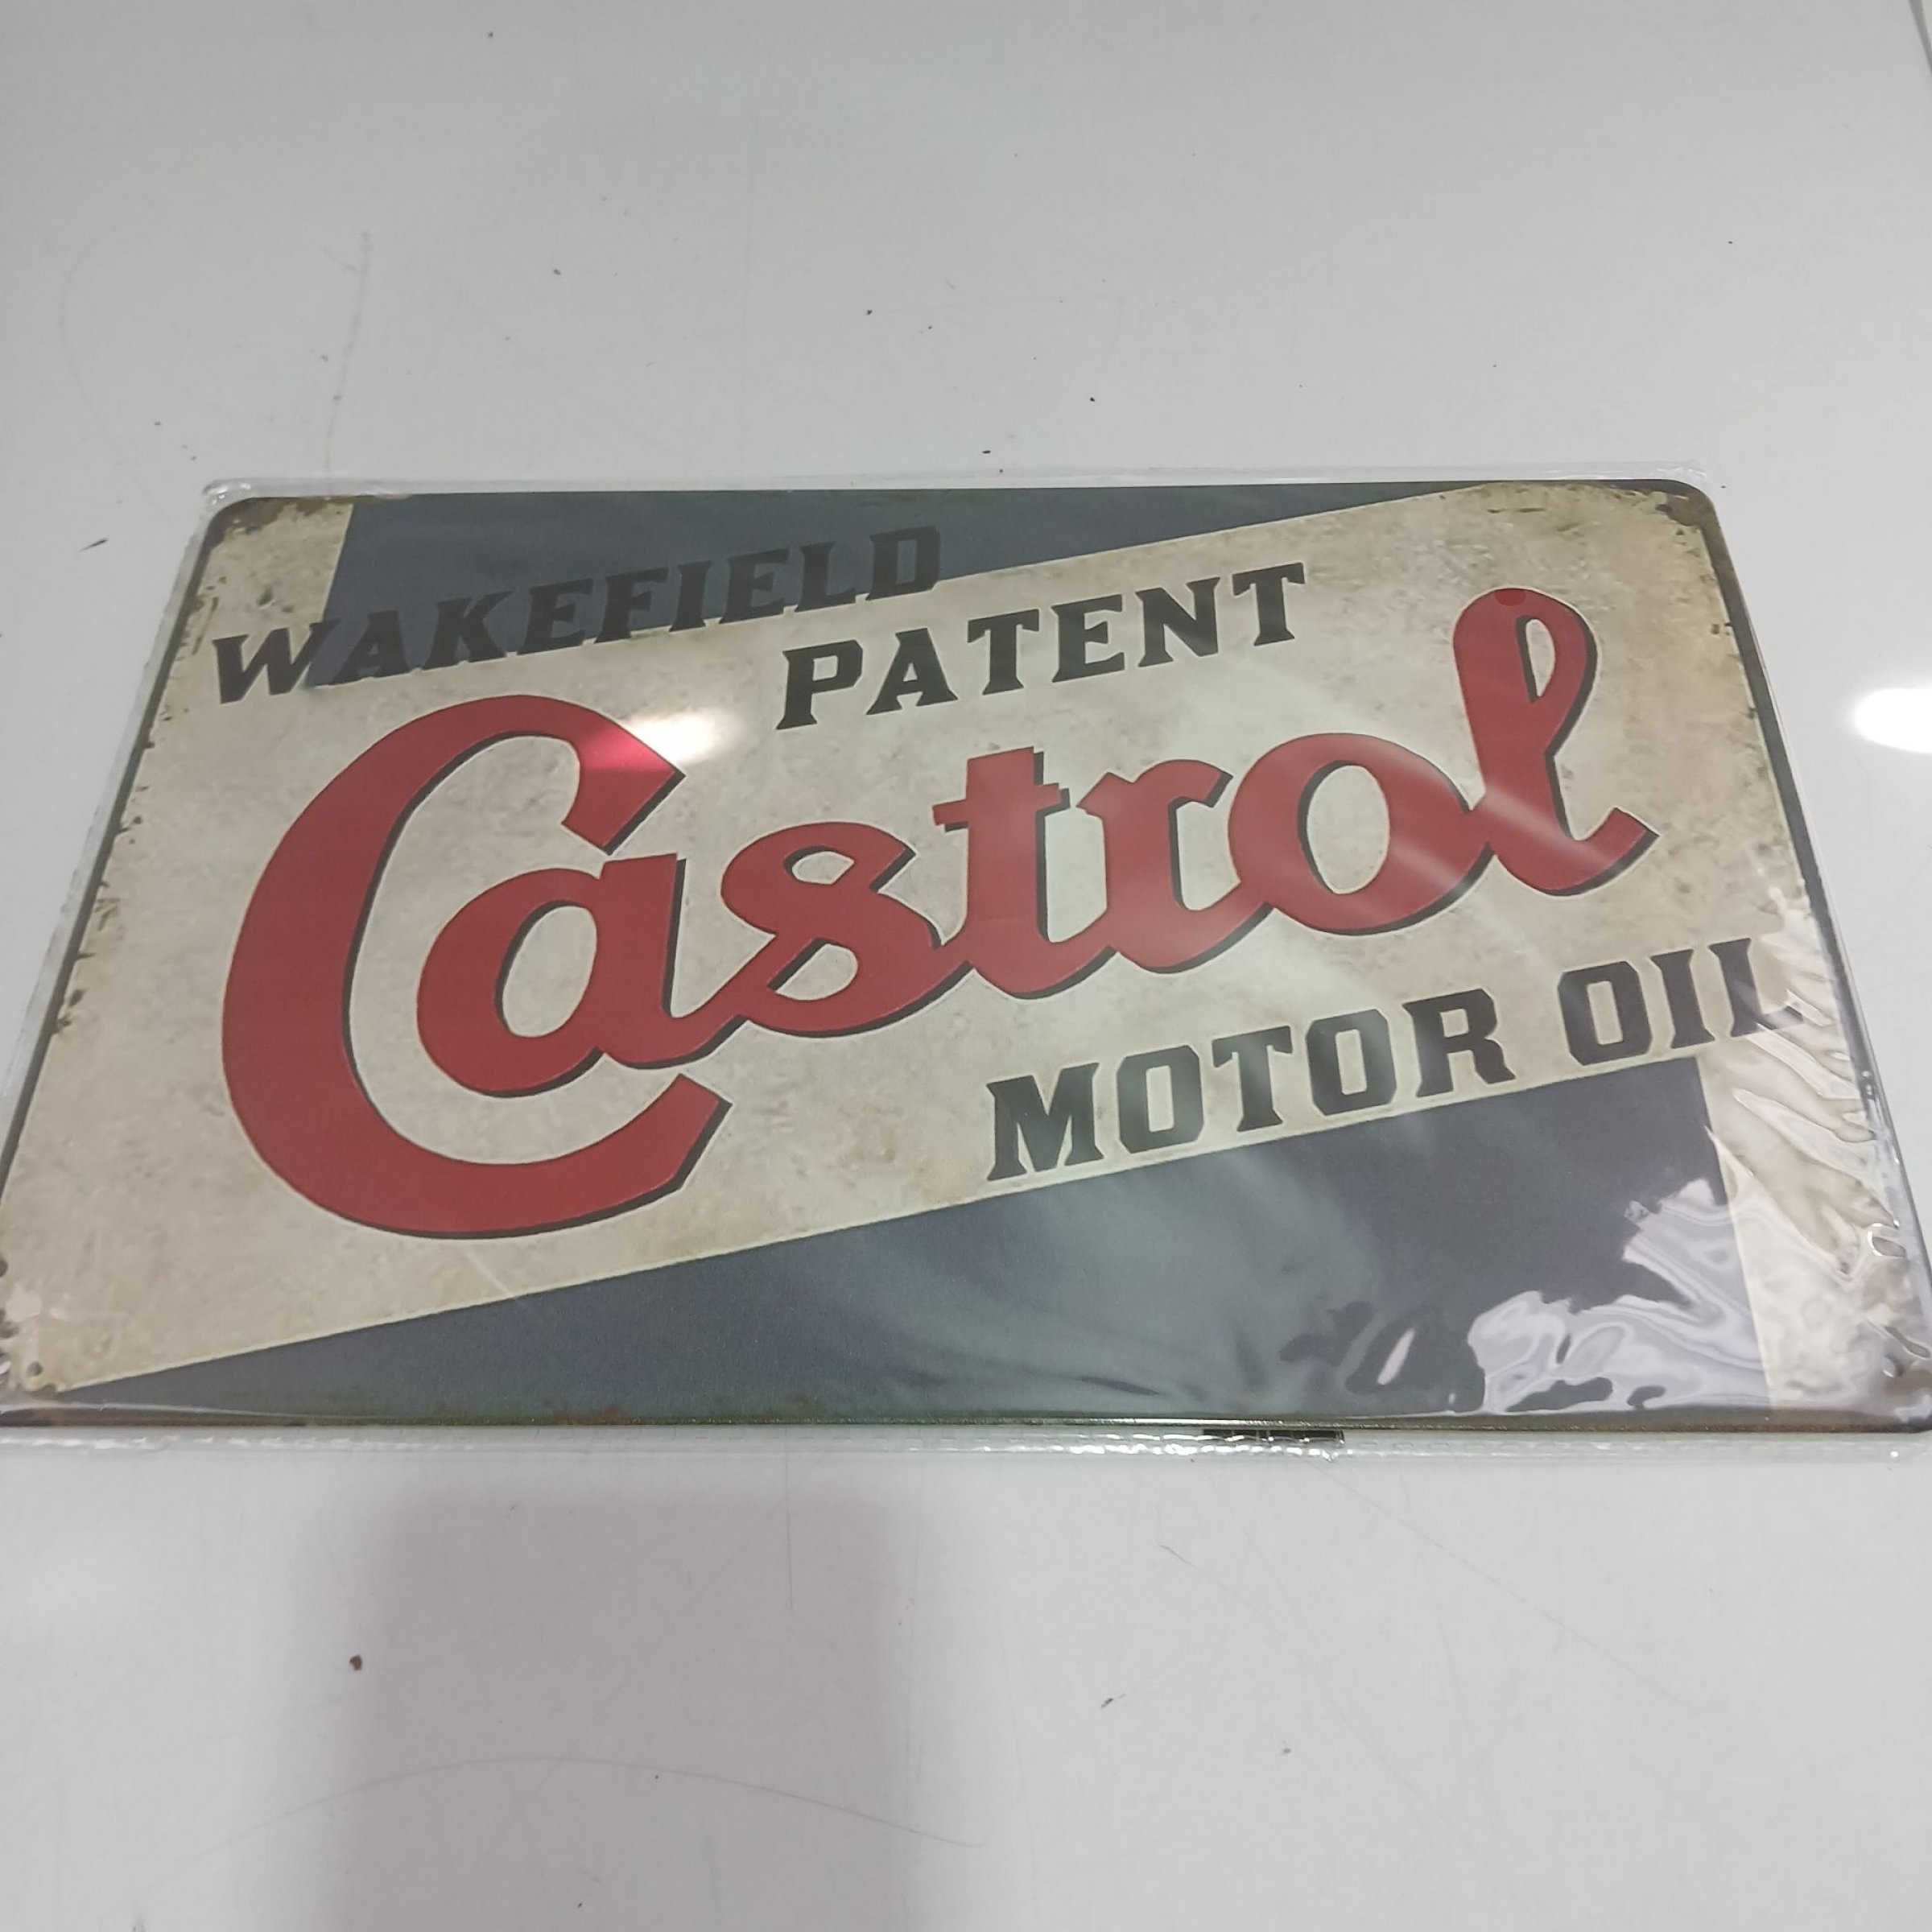 WAKEFIELD
PATENT
Castrol
MOTOR OIL